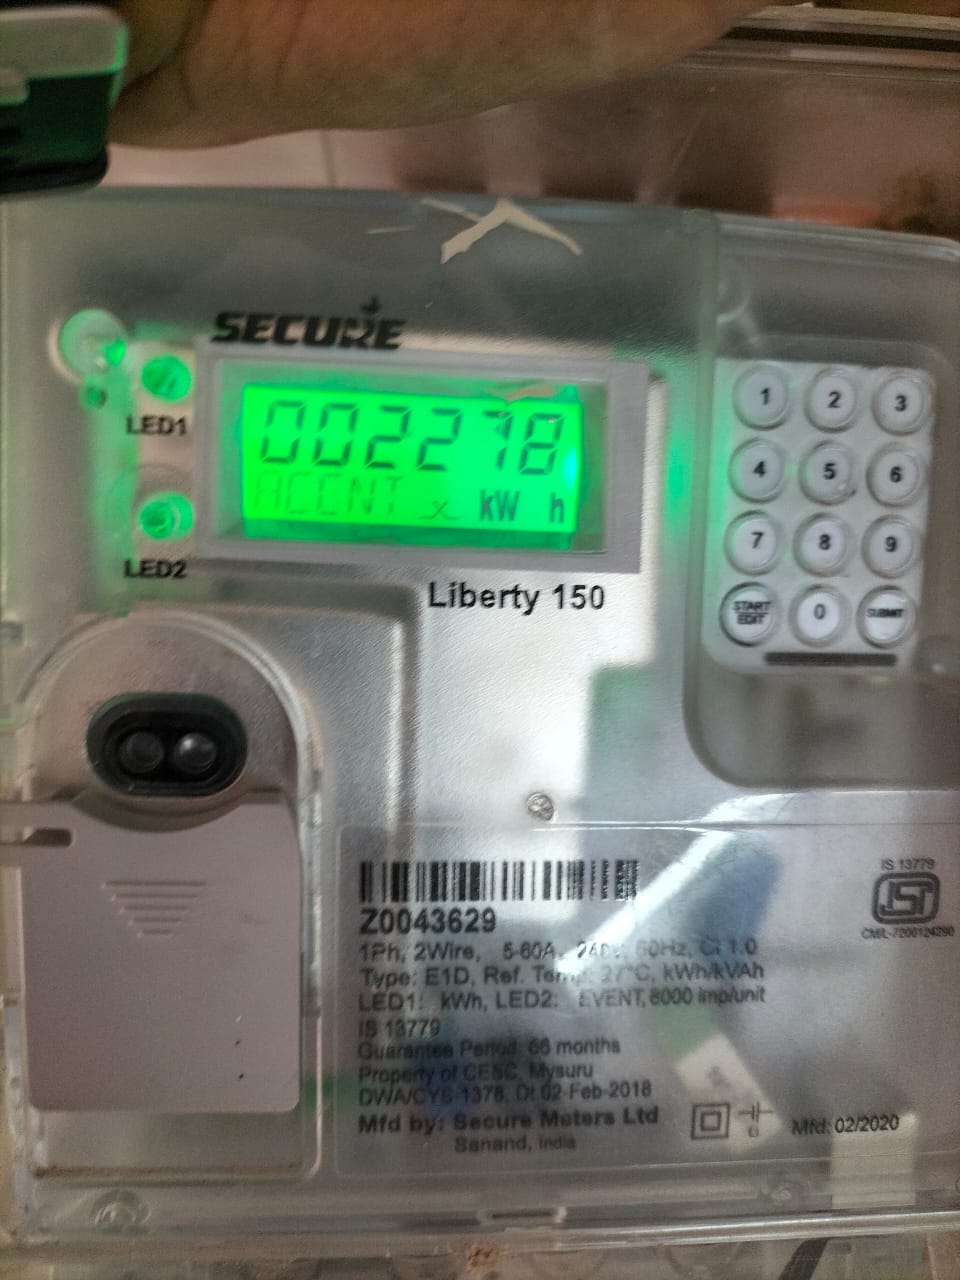 SECURE
LED1
002278
ACCNT kW h
LED2
Liberty 150
1 2 3
4 5 6
7 8 9
START EDIT 0 SUBMIT
Z0043629
1Ph, 2Wire, 5-60A, 240v, 50Hz, Cl 1.0
Type: E1D, Ref. Temp: 27°C, kWh/kVAh
LED1: kWh, LED2: EVENT, 8000 imp/unit
IS 13779
Guarantee Period: 66 months
Property of CESC, Mysuru
DWA/CYS-1378, Dt.02-Feb-2018
Mfd by: Secure Meters Ltd
Sanand, India
Mfd: 02/2020
IS 13779
CM/L-7200124290